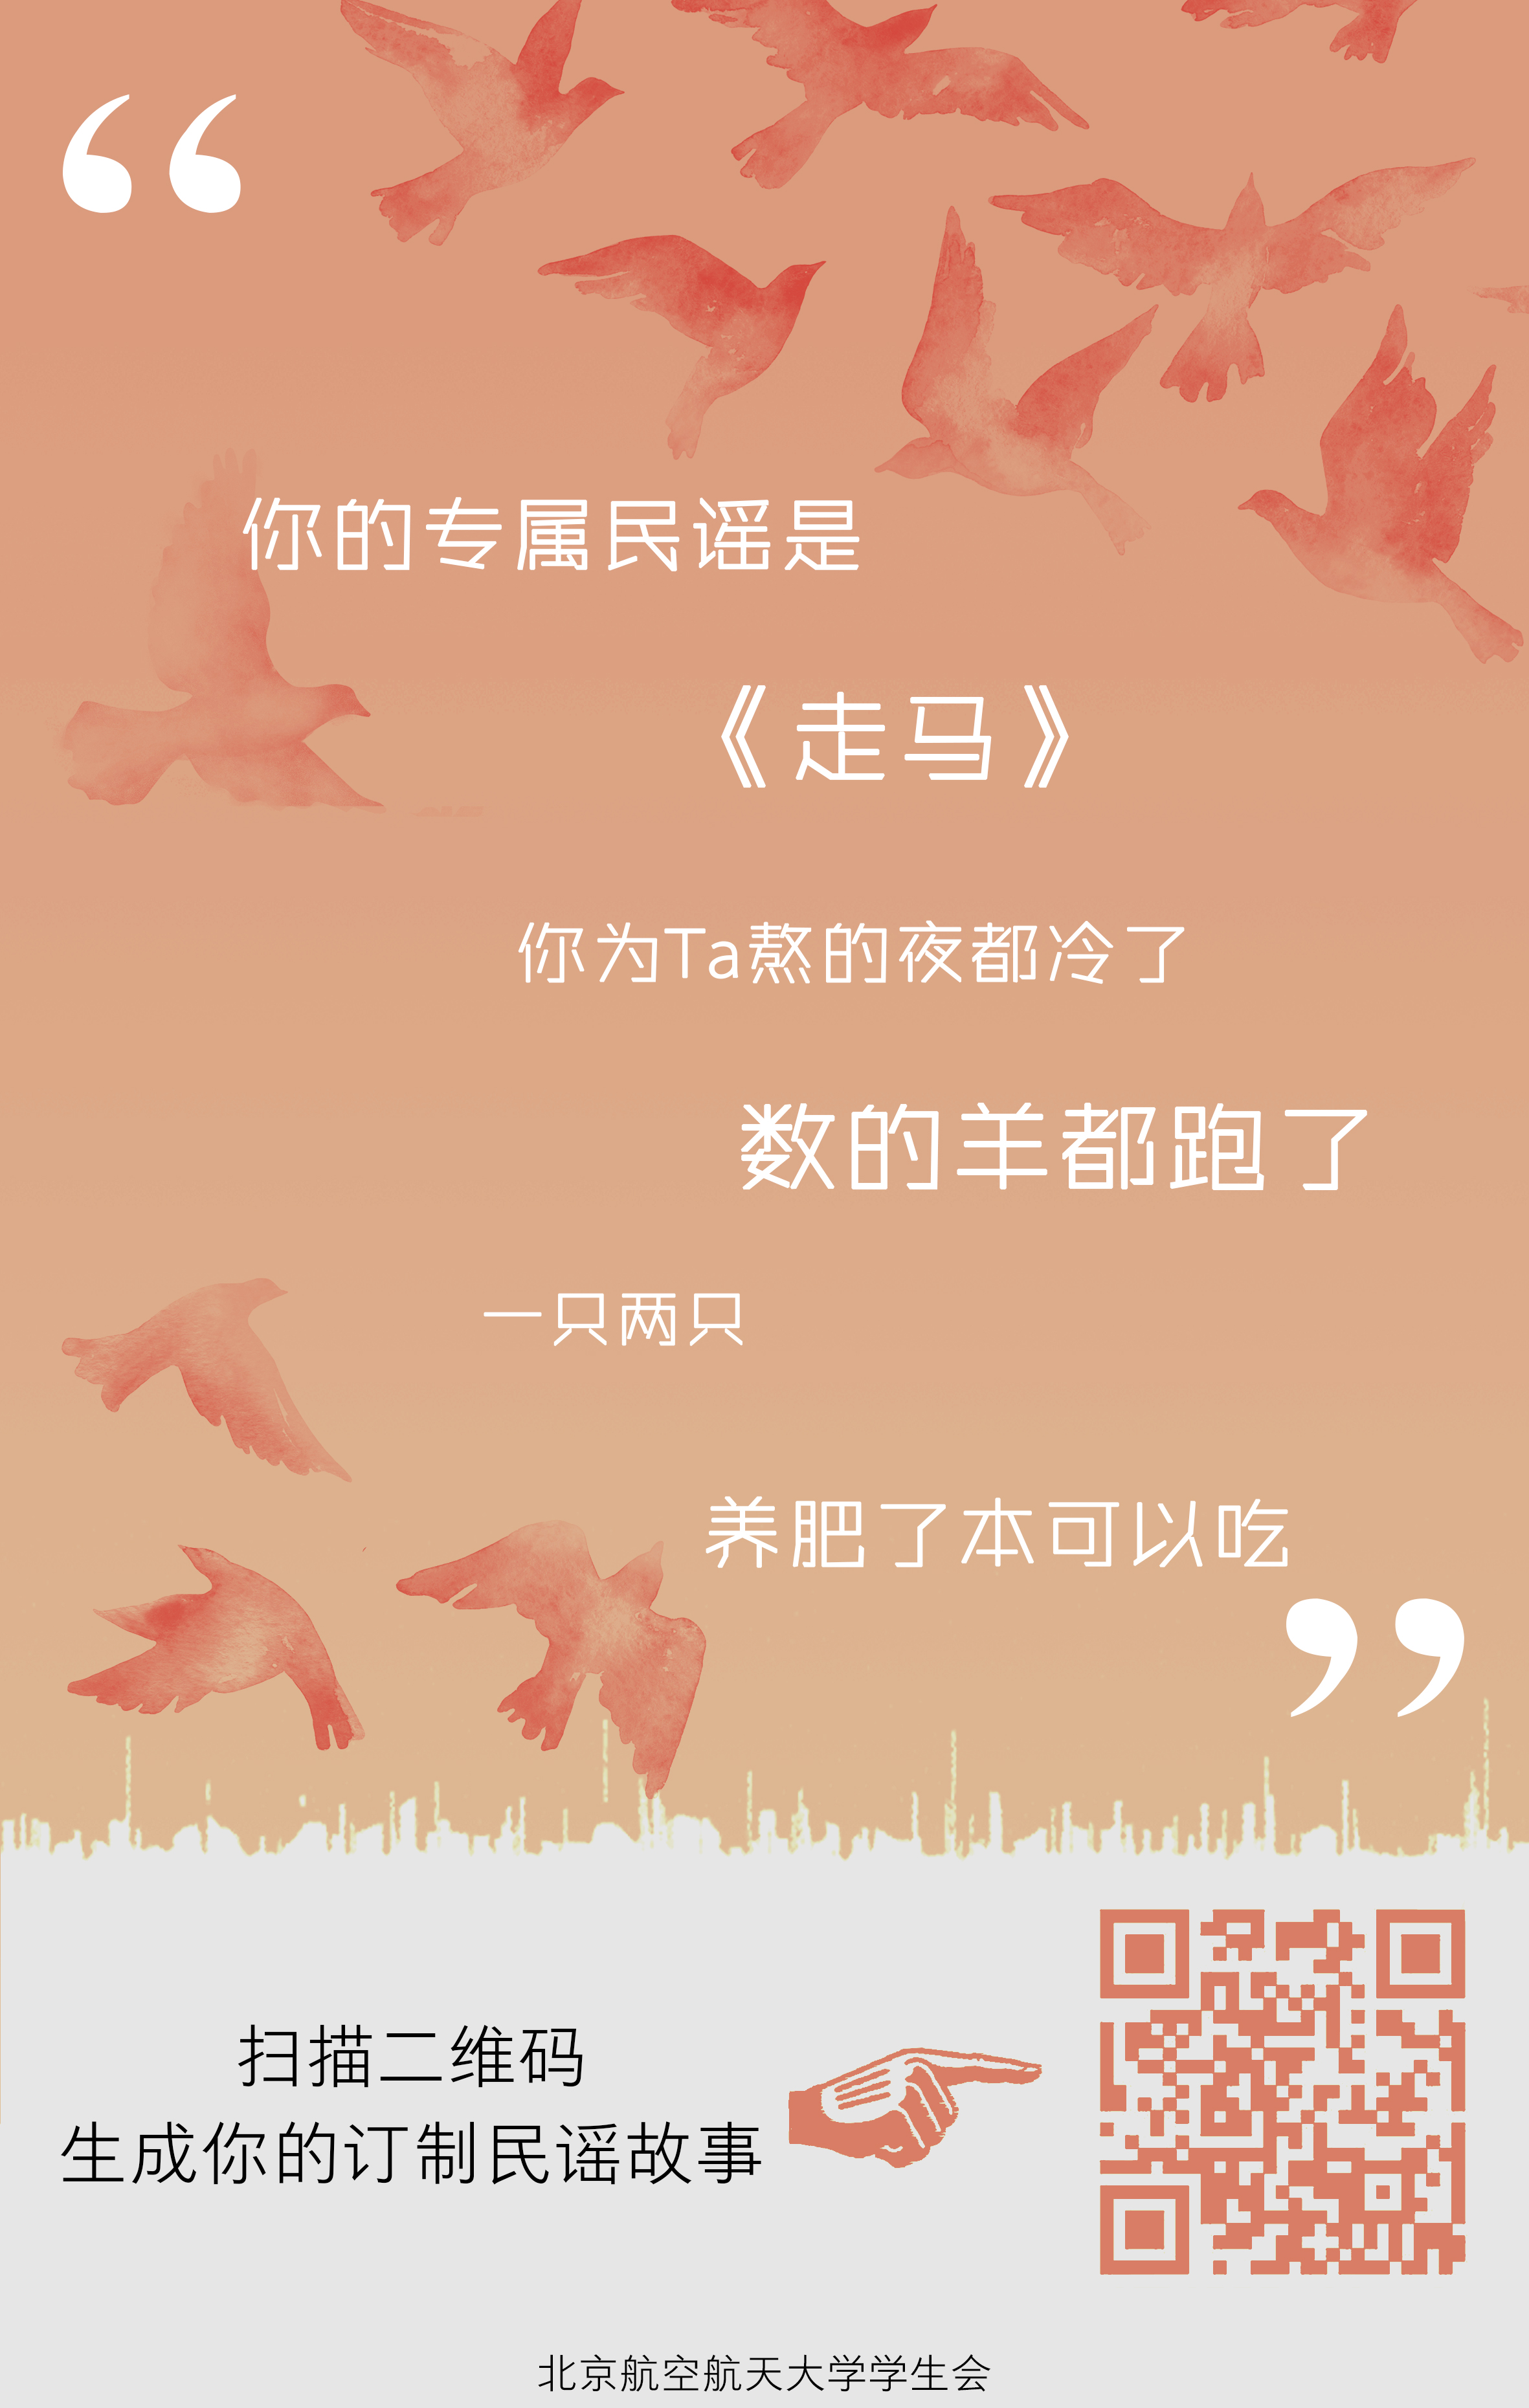 “
你的专属民谣是
《走马》
你为Ta熬的夜都冷了
数的羊都跑了
一只两只
养肥了本可以吃
”
扫描二维码
生成你的订制民谣故事
北京航空航天大学学生会